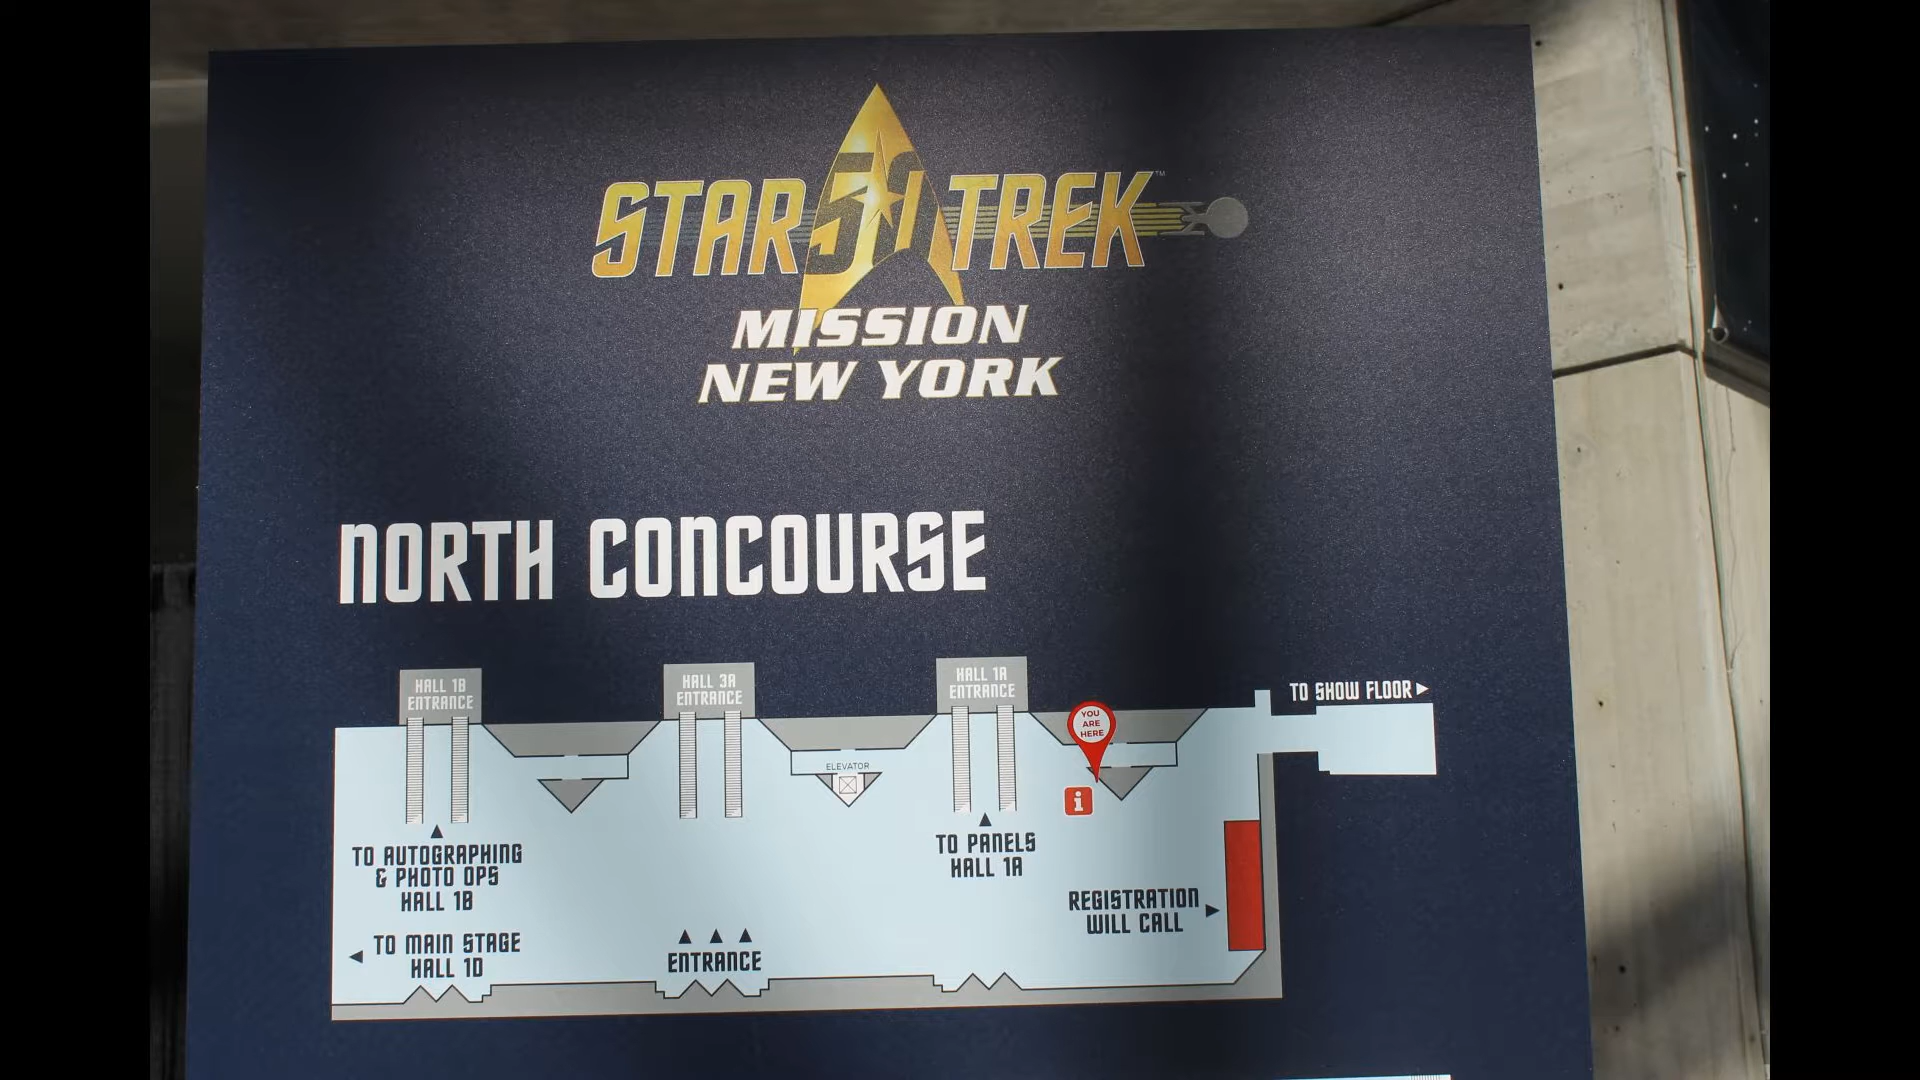 STAR 50 TREK™
MISSION
NEW YORK
NORTH CONCOURSE
HALL 1B
ENTRANCE
HALL 3A
ENTRANCE
HALL 1A
ENTRANCE
YOU
ARE
HERE
TO SHOW FLOOR
ELEVATOR
i
TO AUTOGRAPHING
& PHOTO OPS
HALL 1B
TO PANELS
HALL 1A
REGISTRATION
WILL CALL
TO MAIN STAGE
HALL 1D
ENTRANCE